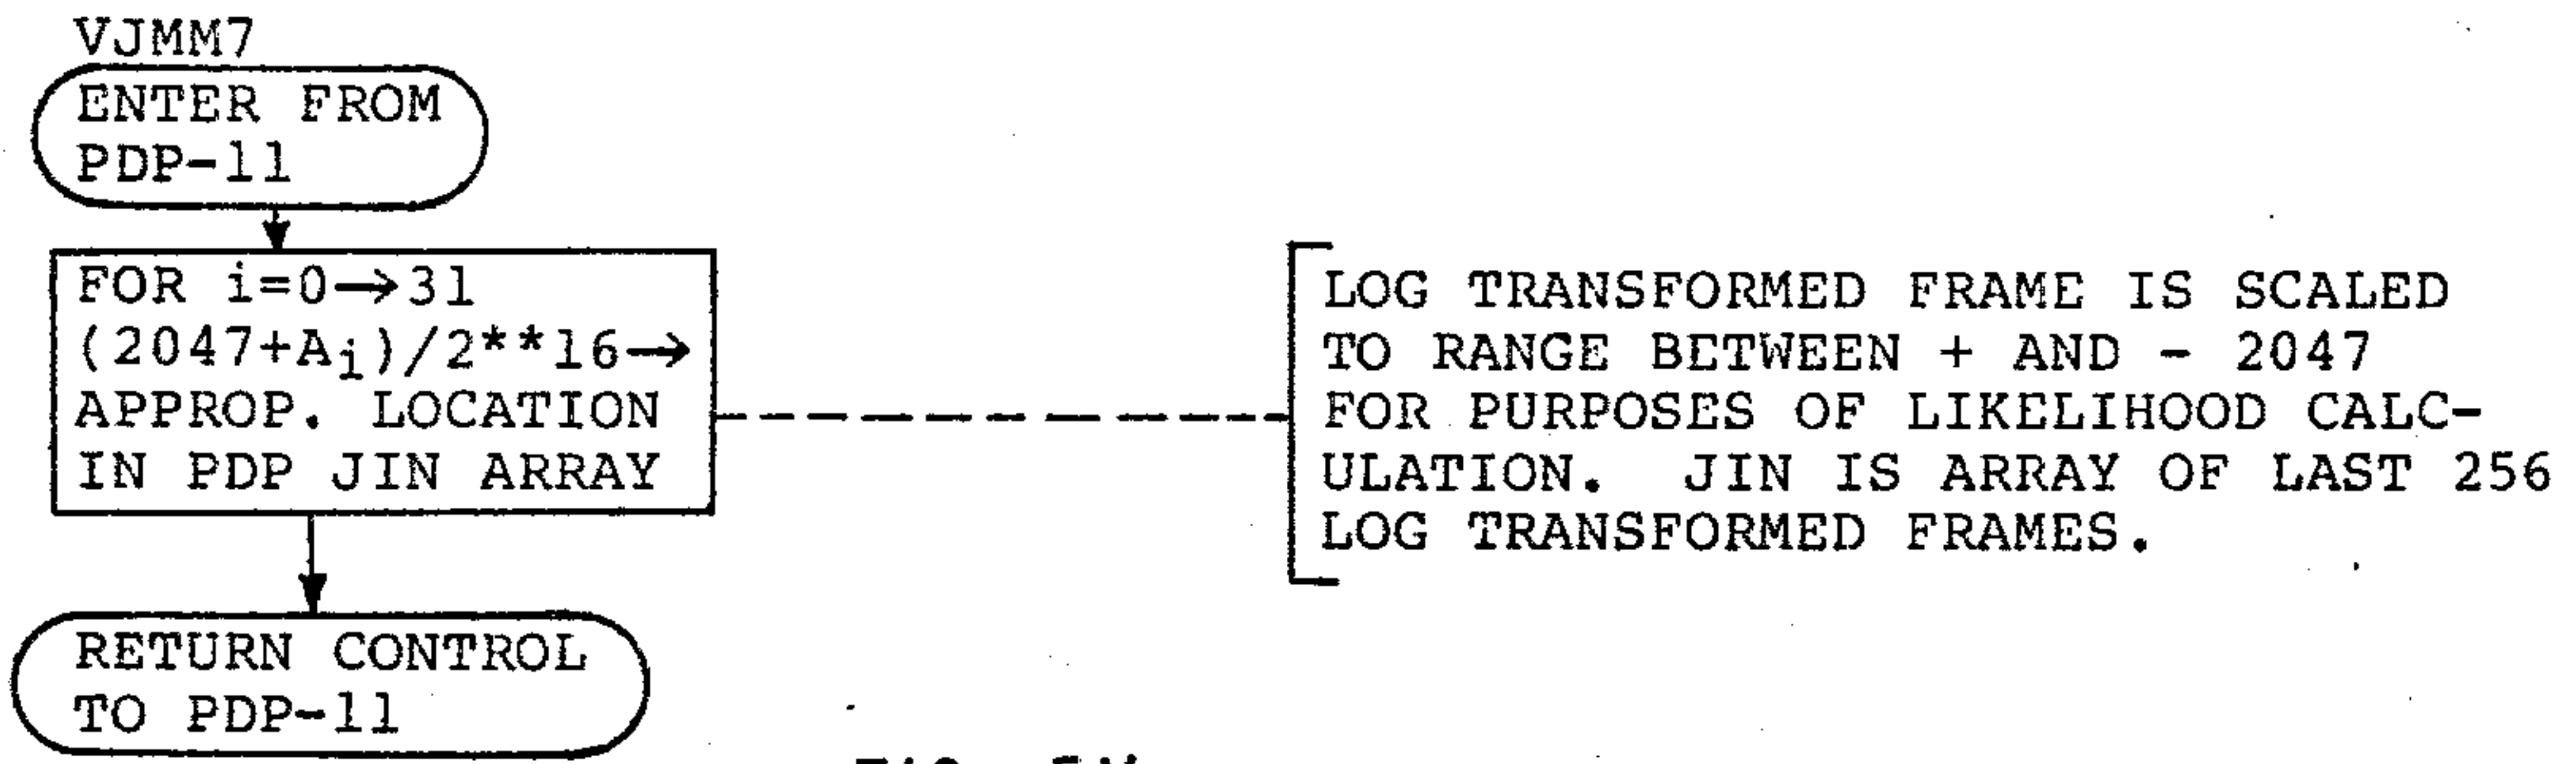 VJMM7
ENTER FROM
PDP-11
FOR i=0→31
(2047+Ai)/2**16→
APPROP. LOCATION
IN PDP JIN ARRAY
RETURN CONTROL
TO PDP-11
LOG TRANSFORMED FRAME IS SCALED
TO RANGE BETWEEN + AND - 2047
FOR PURPOSES OF LIKELIHOOD CALC-
ULATION. JIN IS ARRAY OF LAST 256
LOG TRANSFORMED FRAMES.